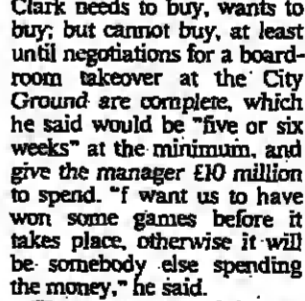 Clark needs to buy, wants to
buy; but cannot buy, at least
until negotiations for a board-
room takeover at the City
Ground are complete, which
he said would be "five or six
weeks" at the minimum, and
give the manager £10 million
to spend. "f want us to have
won some games before it
takes place, otherwise it will
be somebody else spending
the money," he said.